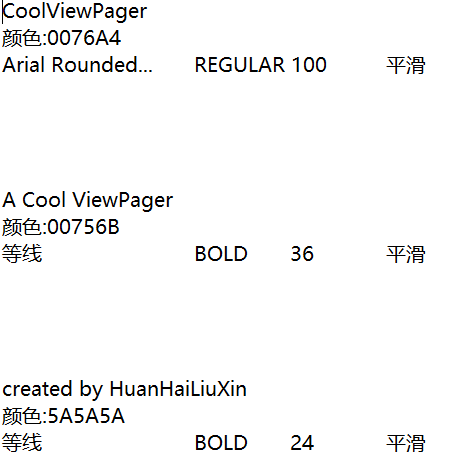 CoolViewPager
颜色:0076A4
Arial Rounded... REGULAR 100 平滑
A Cool ViewPager
颜色:00756B
等线 BOLD 36 平滑
created by HuanHaiLiuXin
颜色:5A5A5A
等线 BOLD 24 平滑